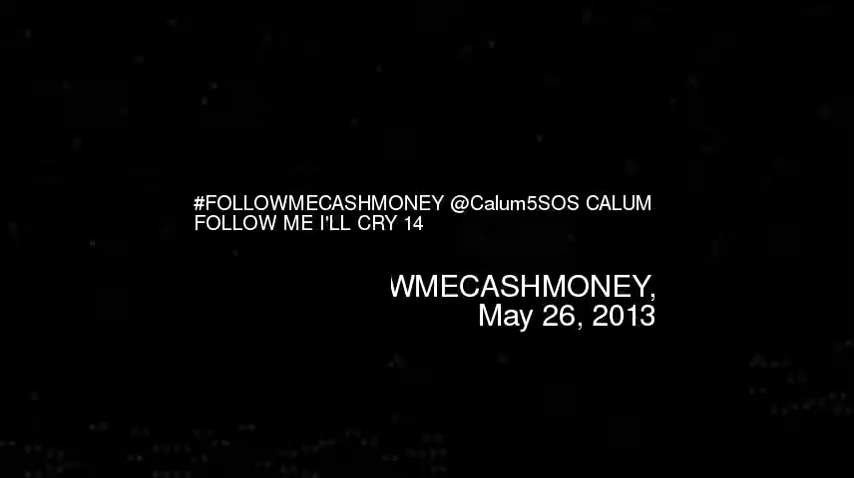 #FOLLOWMECASHMONEY @Calum5SOS CALUM
FOLLOW ME I'LL CRY 14
WMECASHMONEY,
May 26, 2013